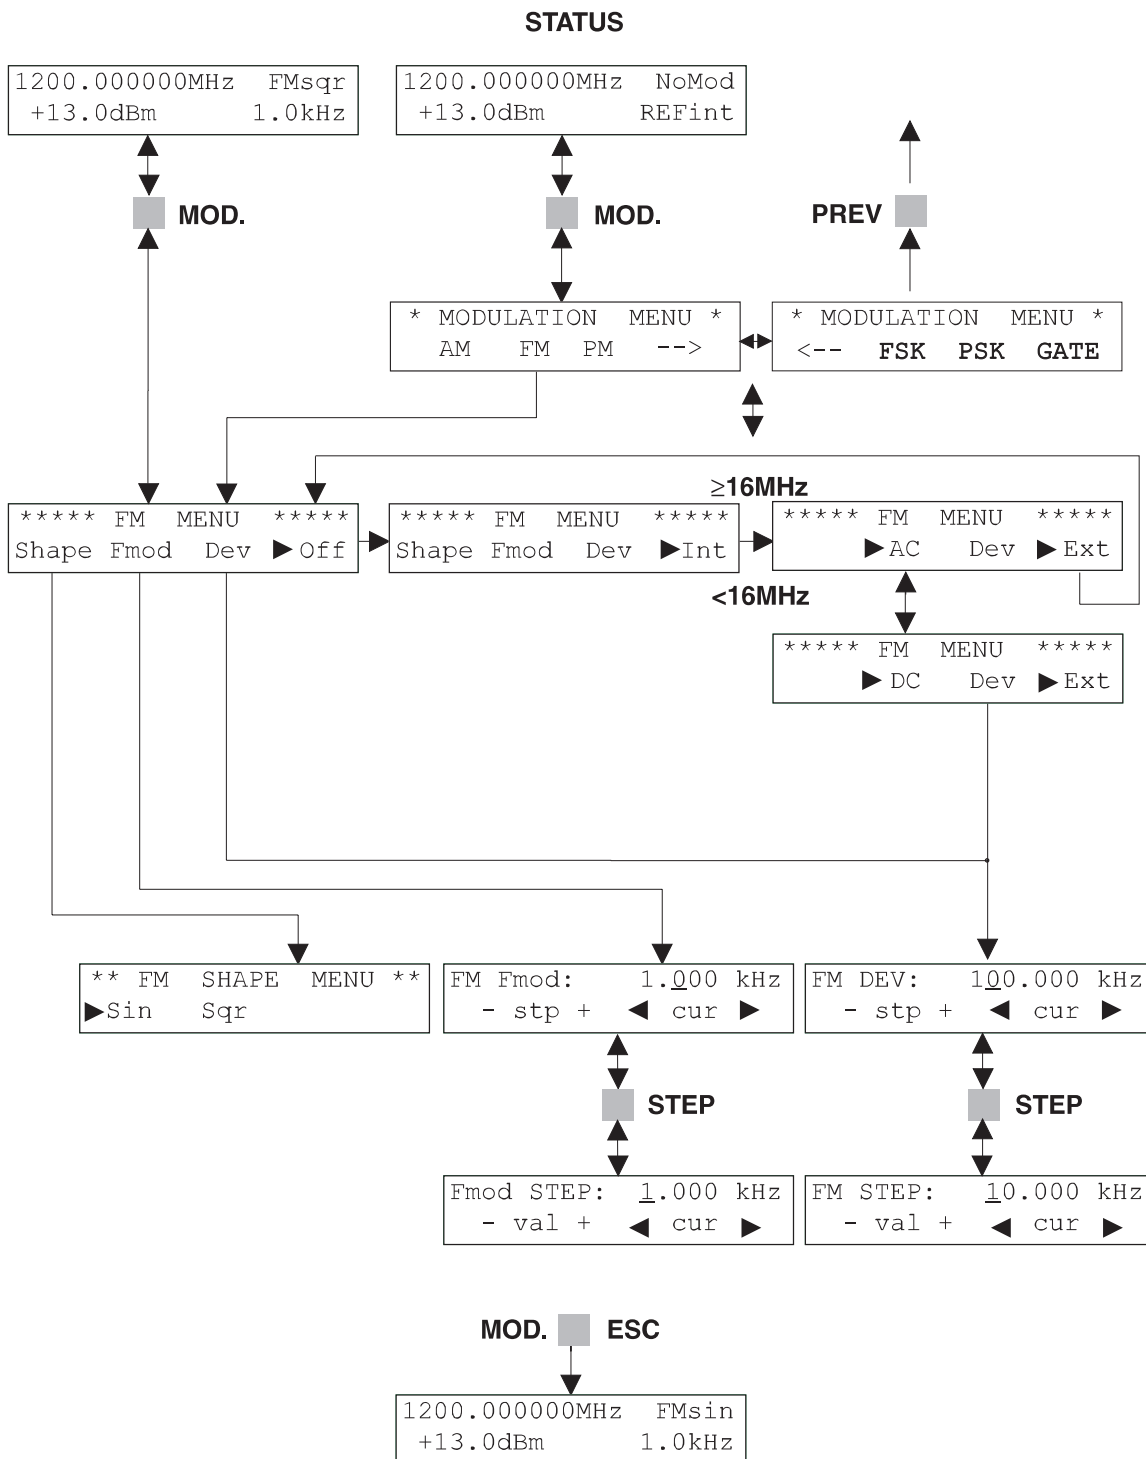 STATUS
1200.000000MHz FMsqr
+13.0dBm 1.0kHz
1200.000000MHz NoMod
+13.0dBm REFint
MOD.
MOD.
PREV
* MODULATION MENU *
AM FM PM -->
* MODULATION MENU *
<-- FSK PSK GATE
≥16MHz
***** FM MENU *****
Shape Fmod Dev ▶Off
***** FM MENU *****
Shape Fmod Dev ▶Int
***** FM MENU *****
▶AC Dev ▶Ext
<16MHz
***** FM MENU *****
▶DC Dev ▶Ext
** FM SHAPE MENU **
▶Sin Sqr
FM Fmod: 1.000 kHz
- stp + ◀ cur ▶
FM DEV: 100.000 kHz
- stp + ◀ cur ▶
STEP
STEP
Fmod STEP: 1.000 kHz
- val + ◀ cur ▶
FM STEP: 10.000 kHz
- val + ◀ cur ▶
MOD. ESC
1200.000000MHz FMsin
+13.0dBm 1.0kHz